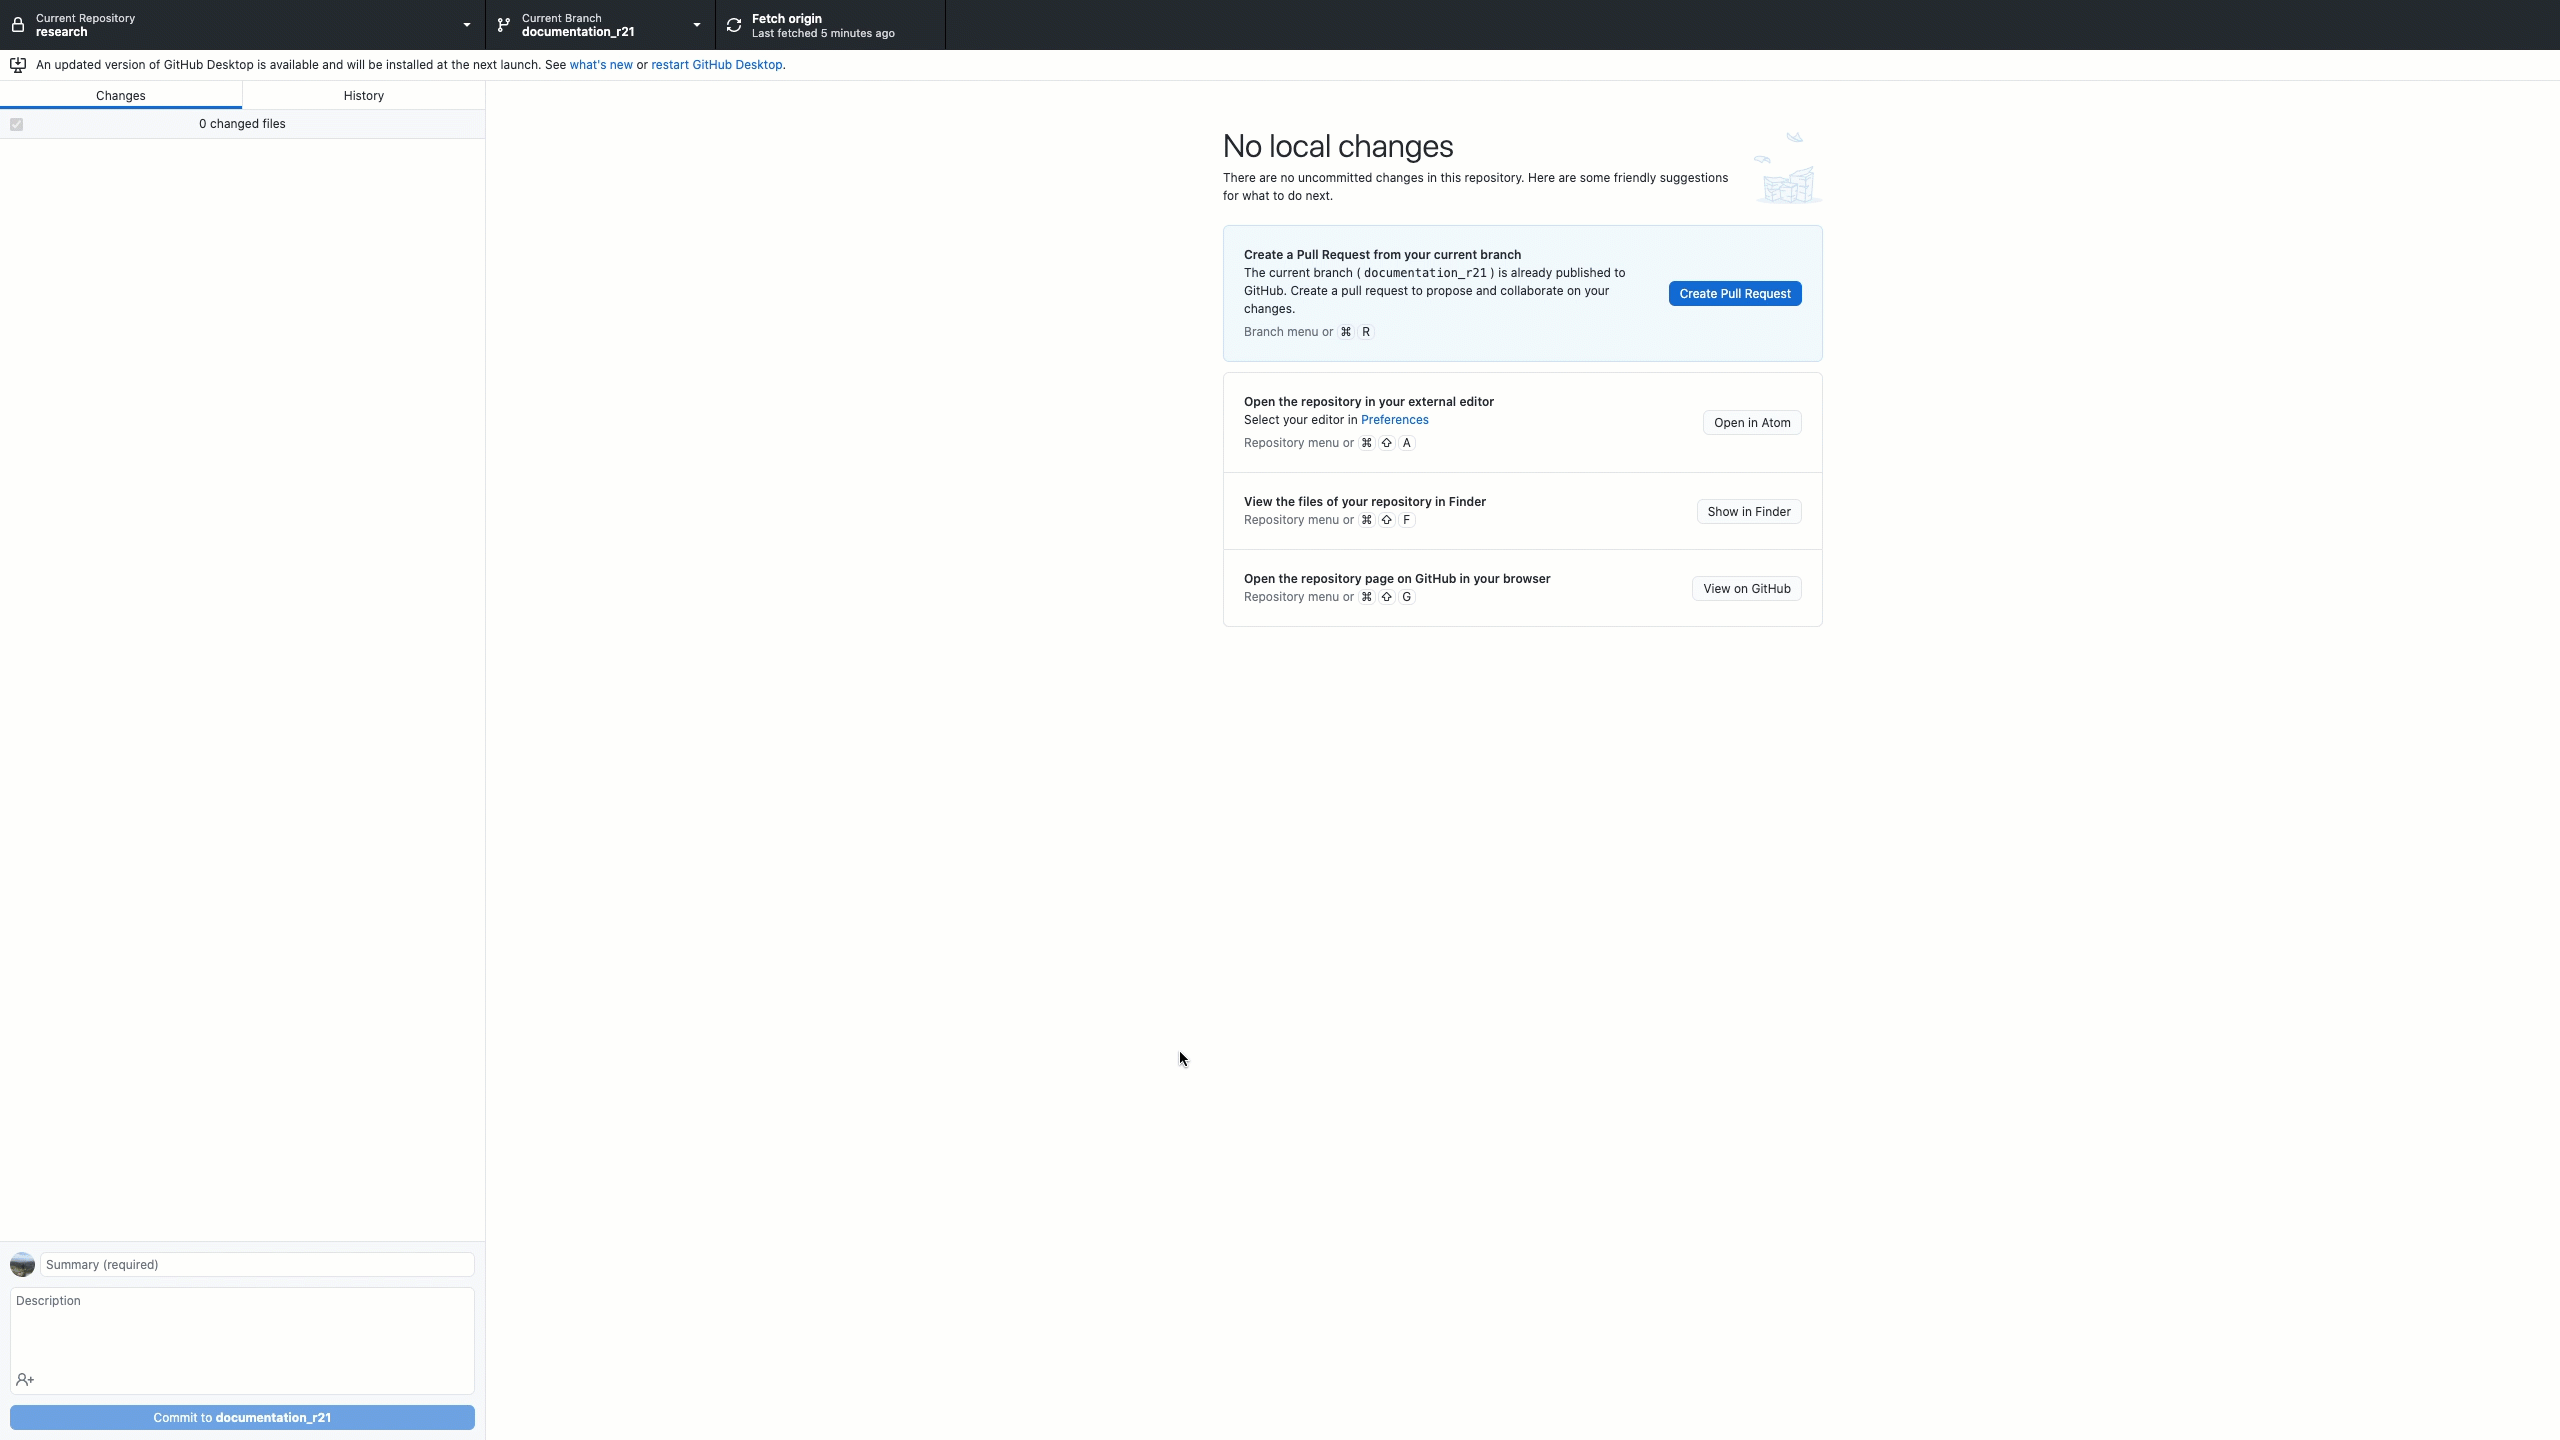 Current Repository
research
Current Branch
documentation_r21
Fetch origin
Last fetched 5 minutes ago
An updated version of GitHub Desktop is available and will be installed at the next launch. See what's new or restart GitHub Desktop.
Changes
History
0 changed files
No local changes
There are no uncommitted changes in this repository. Here are some friendly suggestions
for what to do next.
Create a Pull Request from your current branch
The current branch ( documentation_r21 ) is already published to
GitHub. Create a pull request to propose and collaborate on your
changes.
Branch menu or ⌘ R
Create Pull Request
Open the repository in your external editor
Select your editor in Preferences
Repository menu or ⌘ ⇧ A
Open in Atom
View the files of your repository in Finder
Repository menu or ⌘ ⇧ F
Show in Finder
Open the repository page on GitHub in your browser
Repository menu or ⌘ ⇧ G
View on GitHub
Summary (required)
Description
Commit to documentation_r21